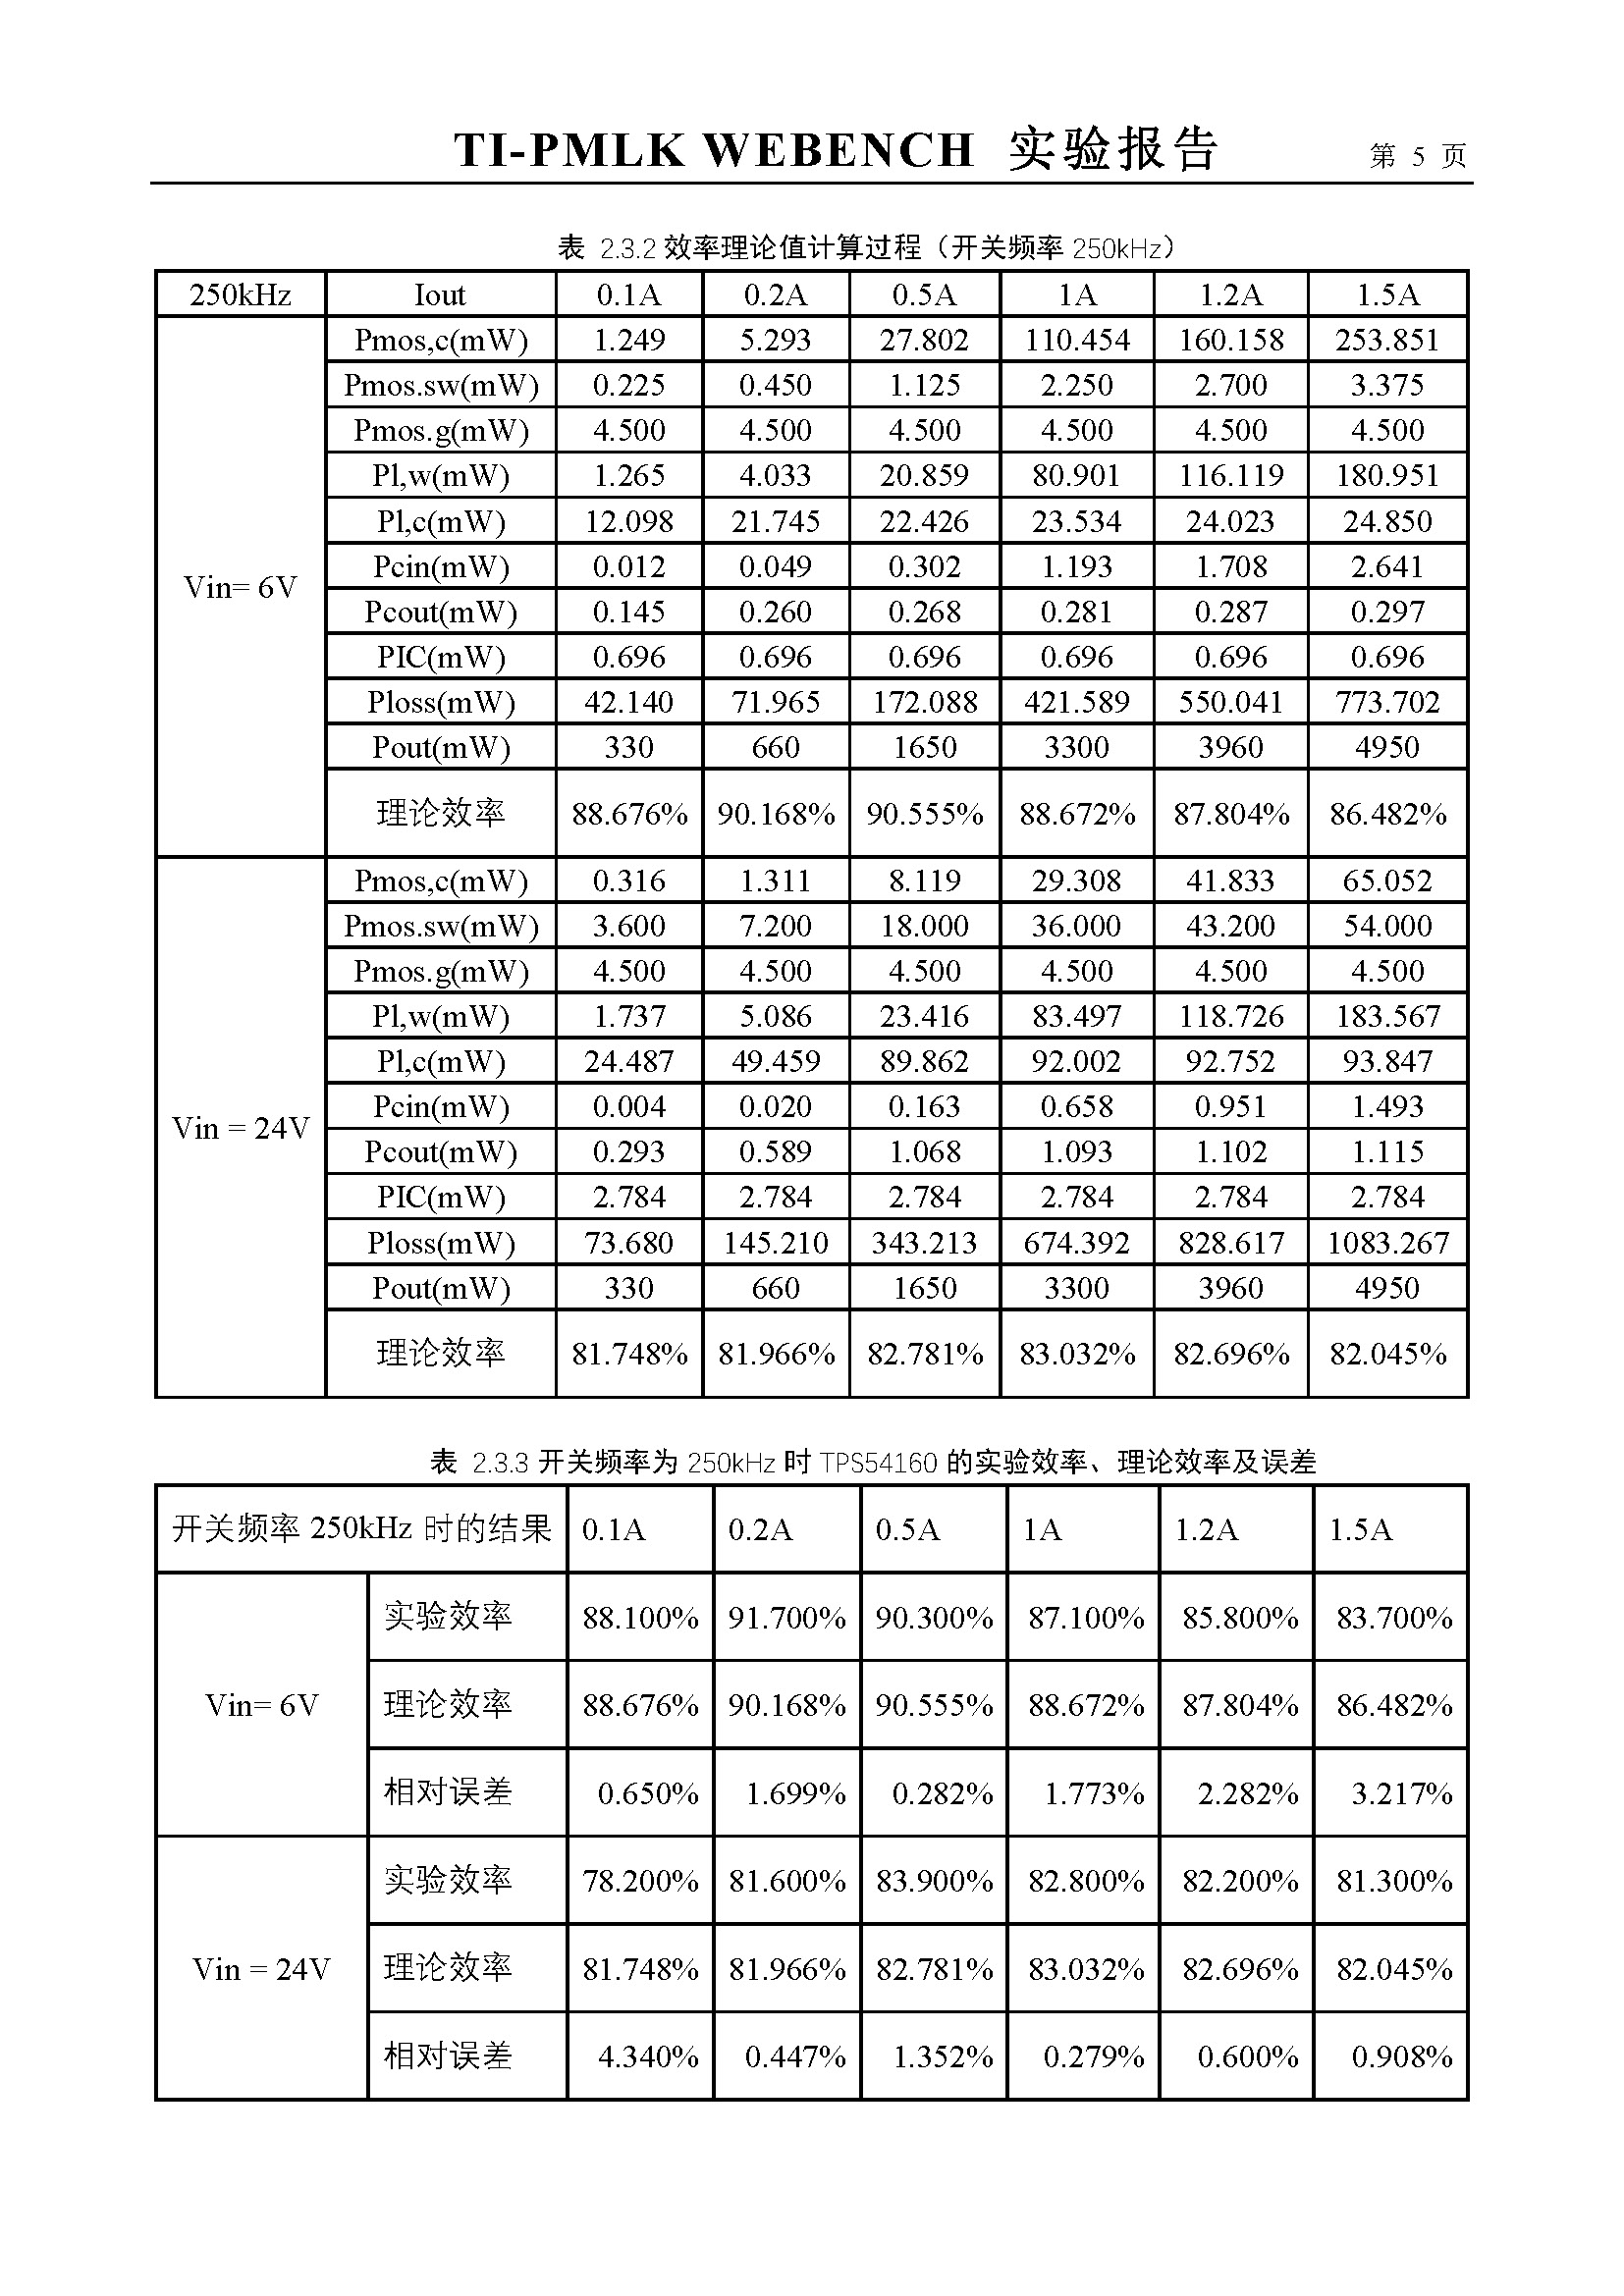 TI-PMLK WEBENCH 实验报告 第 5 页
表 2.3.2 效率理论值计算过程（开关频率 250kHz）
250kHz Iout 0.1A 0.2A 0.5A 1A 1.2A 1.5A
Vin= 6V
Pmos,c(mW) 1.249 5.293 27.802 110.454 160.158 253.851
Pmos.sw(mW) 0.225 0.450 1.125 2.250 2.700 3.375
Pmos.g(mW) 4.500 4.500 4.500 4.500 4.500 4.500
Pl,w(mW) 1.265 4.033 20.859 80.901 116.119 180.951
Pl,c(mW) 12.098 21.745 22.426 23.534 24.023 24.850
Pcin(mW) 0.012 0.049 0.302 1.193 1.708 2.641
Pcout(mW) 0.145 0.260 0.268 0.281 0.287 0.297
PIC(mW) 0.696 0.696 0.696 0.696 0.696 0.696
Ploss(mW) 42.140 71.965 172.088 421.589 550.041 773.702
Pout(mW) 330 660 1650 3300 3960 4950
理论效率 88.676% 90.168% 90.555% 88.672% 87.804% 86.482%
Vin = 24V
Pmos,c(mW) 0.316 1.311 8.119 29.308 41.833 65.052
Pmos.sw(mW) 3.600 7.200 18.000 36.000 43.200 54.000
Pmos.g(mW) 4.500 4.500 4.500 4.500 4.500 4.500
Pl,w(mW) 1.737 5.086 23.416 83.497 118.726 183.567
Pl,c(mW) 24.487 49.459 89.862 92.002 92.752 93.847
Pcin(mW) 0.004 0.020 0.163 0.658 0.951 1.493
Pcout(mW) 0.293 0.589 1.068 1.093 1.102 1.115
PIC(mW) 2.784 2.784 2.784 2.784 2.784 2.784
Ploss(mW) 73.680 145.210 343.213 674.392 828.617 1083.267
Pout(mW) 330 660 1650 3300 3960 4950
理论效率 81.748% 81.966% 82.781% 83.032% 82.696% 82.045%
表 2.3.3 开关频率为 250kHz 时 TPS54160 的实验效率、理论效率及误差
开关频率 250kHz 时的结果 0.1A 0.2A 0.5A 1A 1.2A 1.5A
Vin= 6V
实验效率 88.100% 91.700% 90.300% 87.100% 85.800% 83.700%
理论效率 88.676% 90.168% 90.555% 88.672% 87.804% 86.482%
相对误差 0.650% 1.699% 0.282% 1.773% 2.282% 3.217%
Vin = 24V
实验效率 78.200% 81.600% 83.900% 82.800% 82.200% 81.300%
理论效率 81.748% 81.966% 82.781% 83.032% 82.696% 82.045%
相对误差 4.340% 0.447% 1.352% 0.279% 0.600% 0.908%